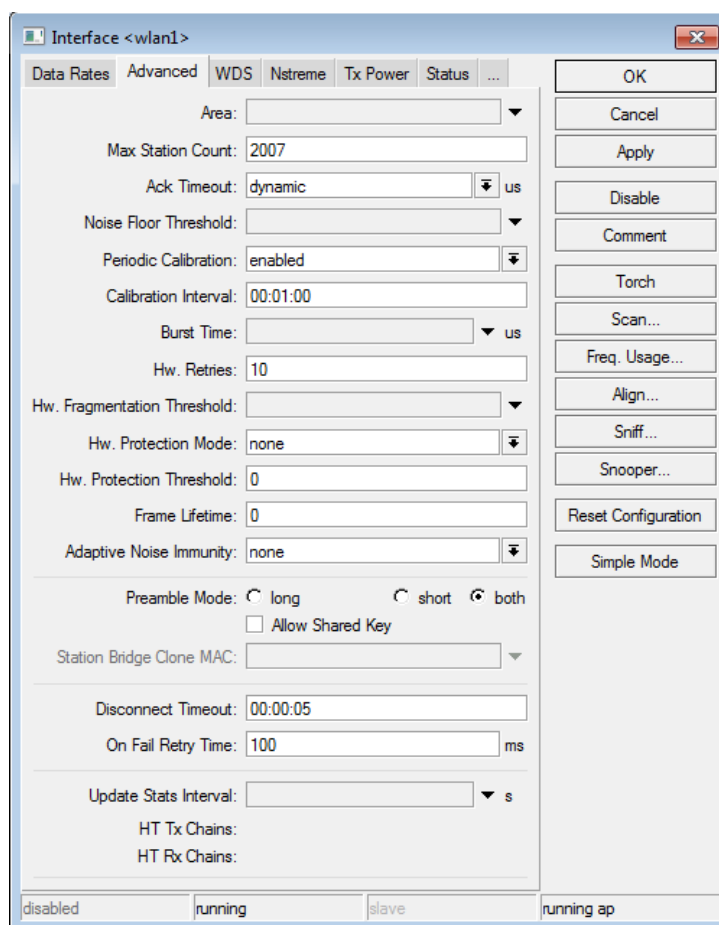 Interface <wlan1>
Data Rates Advanced WDS Nstreme Tx Power Status ...
Area:
Max Station Count: 2007
Ack Timeout: dynamic us
Noise Floor Threshold:
Periodic Calibration: enabled
Calibration Interval: 00:01:00
Burst Time: us
Hw. Retries: 10
Hw. Fragmentation Threshold:
Hw. Protection Mode: none
Hw. Protection Threshold: 0
Frame Lifetime: 0
Adaptive Noise Immunity: none
Preamble Mode: long short both
Allow Shared Key
Station Bridge Clone MAC:
Disconnect Timeout: 00:00:05
On Fail Retry Time: 100 ms
Update Stats Interval: s
HT Tx Chains:
HT Rx Chains:
OK
Cancel
Apply
Disable
Comment
Torch
Scan...
Freq. Usage...
Align...
Sniff...
Snooper...
Reset Configuration
Simple Mode
disabled running slave running ap